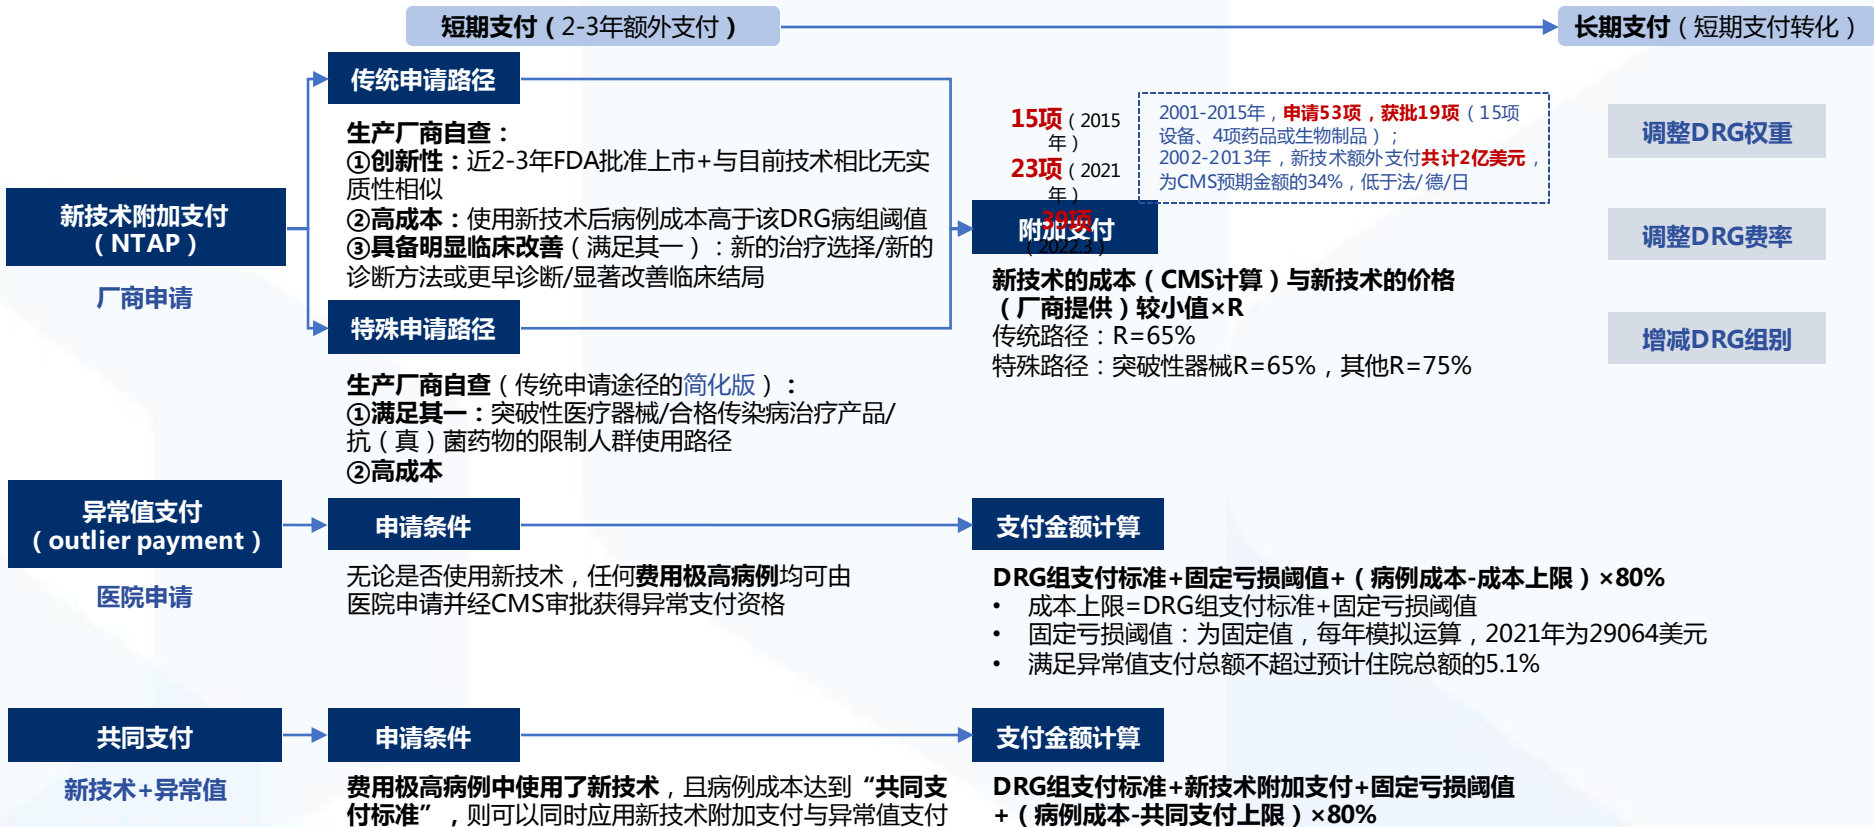 短期支付（2-3年额外支付）
长期支付（短期支付转化）
新技术附加支付
（NTAP）
厂商申请
传统申请路径
生产厂商自查：
①创新性：近2-3年FDA批准上市+与目前技术相比无实
质性相似
②高成本：使用新技术后病例成本高于该DRG病组阈值
③具备明显临床改善（满足其一）：新的治疗选择/新的
诊断方法或更早诊断/显著改善临床结局
特殊申请路径
生产厂商自查（传统申请途径的简化版）：
①满足其一：突破性医疗器械/合格传染病治疗产品/
抗（真）菌药物的限制人群使用路径
②高成本
15项（2015
年）
23项（2021
年）
39项
（2022.3）
2001-2015年，申请53项，获批19项（15项
设备、4项药品或生物制品）；
2002-2013年，新技术额外支付共计2亿美元，
为CMS预期金额的34%，低于法/德/日
附加支付
新技术的成本（CMS计算）与新技术的价格
（厂商提供）较小值×R
传统路径：R=65%
特殊路径：突破性器械R=65%，其他R=75%
调整DRG权重
调整DRG费率
增减DRG组别
异常值支付
（outlier payment）
医院申请
申请条件
无论是否使用新技术，任何费用极高病例均可由
医院申请并经CMS审批获得异常支付资格
支付金额计算
DRG组支付标准+固定亏损阈值+（病例成本-成本上限）×80%
• 成本上限=DRG组支付标准+固定亏损阈值
• 固定亏损阈值：为固定值，每年模拟运算，2021年为29064美元
• 满足异常值支付总额不超过预计住院总额的5.1%
共同支付
新技术+异常值
申请条件
费用极高病例中使用了新技术，且病例成本达到“共同支
付标准”，则可以同时应用新技术附加支付与异常值支付
支付金额计算
DRG组支付标准+新技术附加支付+固定亏损阈值
+（病例成本-共同支付上限）×80%